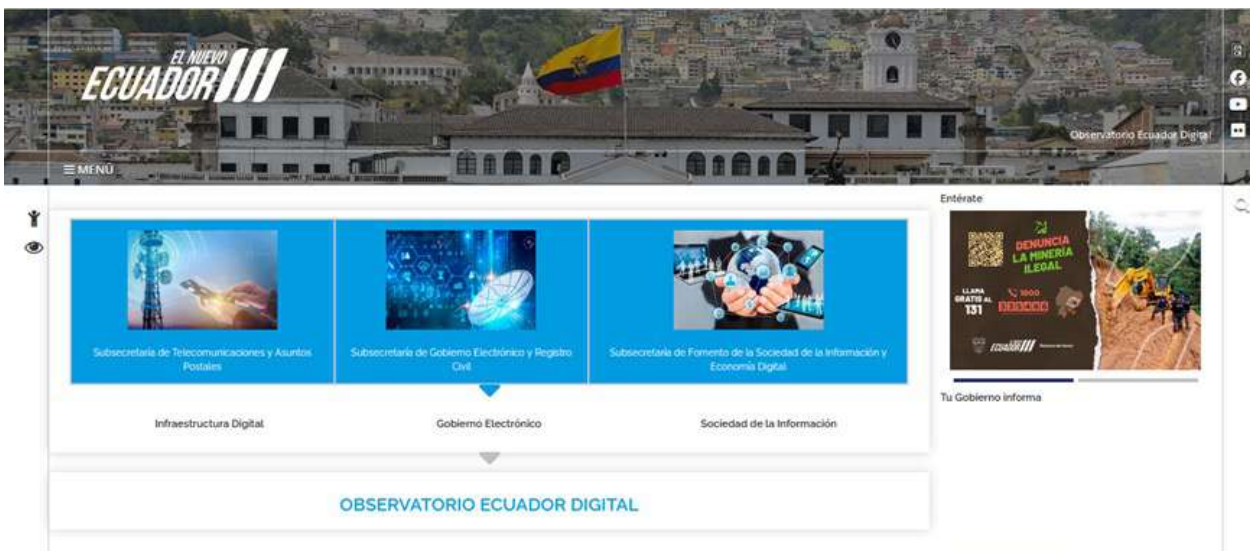 EL NUEVO
ECUADOR
Observatorio Ecuador Digital
MENÚ
Entérate
DENUNCIA
LA MINERÍA
ILEGAL
LLAMA
GRATIS AL
131
1800
Subsecretaría de Telecomunicaciones y Asuntos
Postales
Subsecretaría de Gobierno Electrónico y Registro
Civil
Subsecretaría de Fomento de la Sociedad de la Información y
Economía Digital
Tu Gobierno informa
Infraestructura Digital
Gobierno Electrónico
Sociedad de la Información
OBSERVATORIO ECUADOR DIGITAL